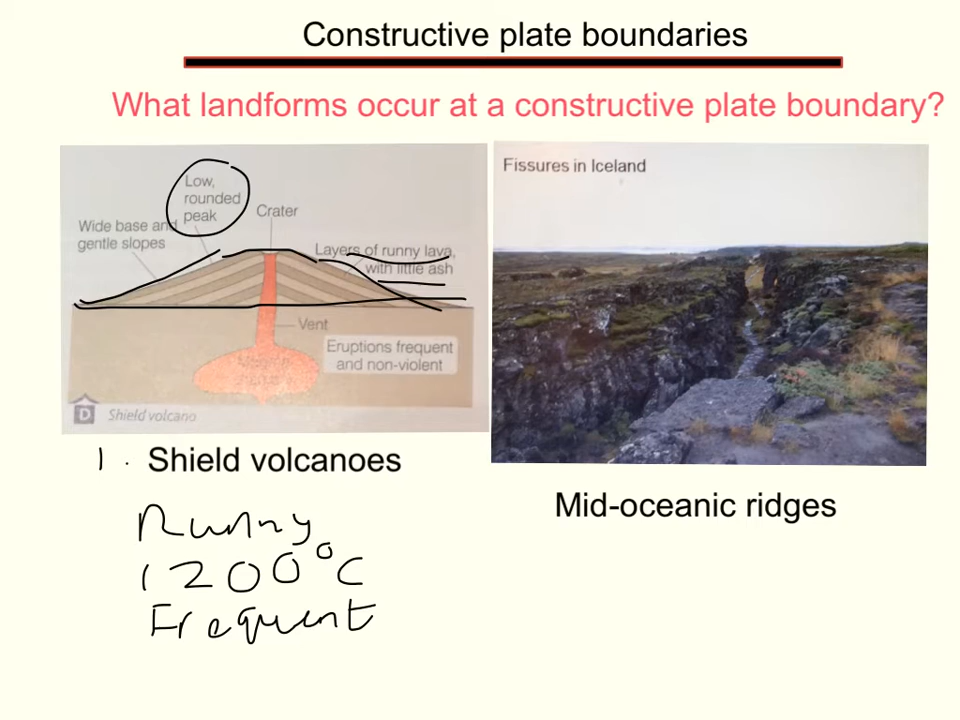 Constructive plate boundaries
What landforms occur at a constructive plate boundary?
Low,
rounded
peak
Crater
Wide base and
gentle slopes
Layers of runny lava,
with little ash
Vent
Eruptions frequent
and non-violent
D
Shield volcano
Fissures in Iceland
1. Shield volcanoes
Mid-oceanic ridges
Runny
1200°C
Frequent